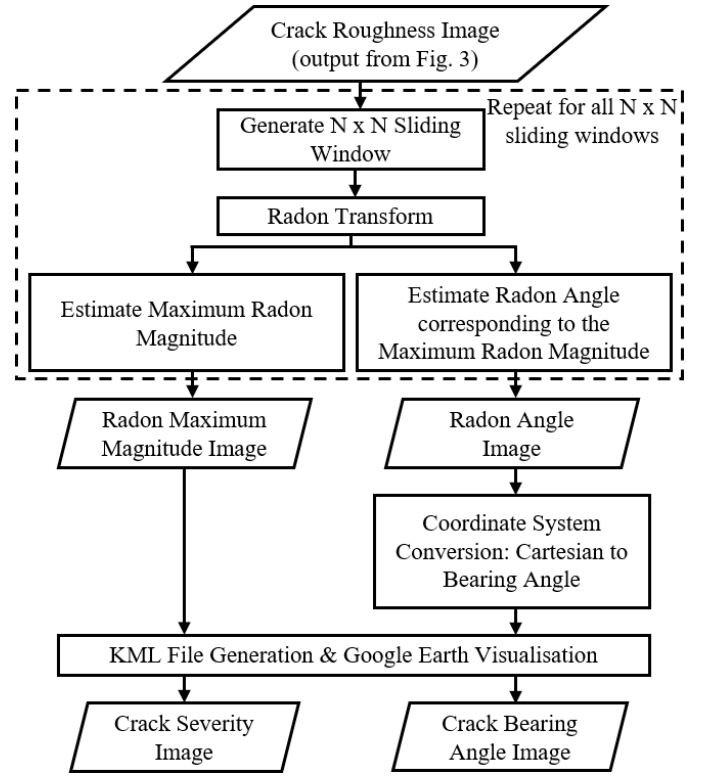 Crack Roughness Image
(output from Fig. 3)
Repeat for all N x N
sliding windows
Generate N x N Sliding
Window
Radon Transform
Estimate Maximum Radon
Magnitude
Estimate Radon Angle
corresponding to the
Maximum Radon Magnitude
Radon Maximum
Magnitude Image
Radon Angle
Image
Coordinate System
Conversion: Cartesian to
Bearing Angle
KML File Generation & Google Earth Visualisation
Crack Severity
Image
Crack Bearing
Angle Image